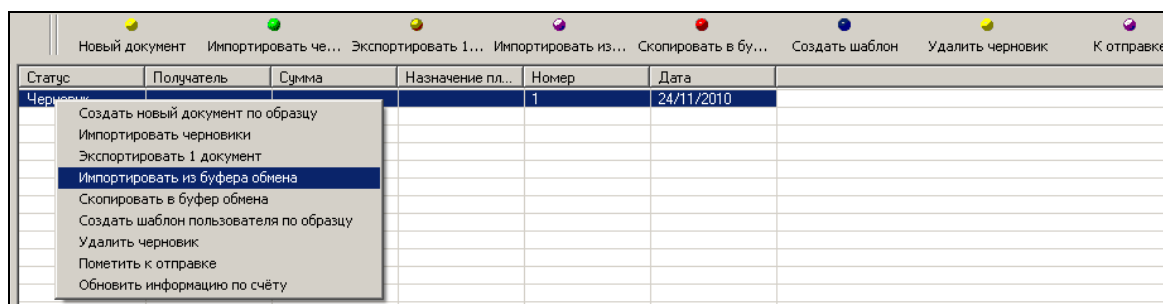 Новый документ Импортировать че... Экспортировать 1... Импортировать из... Скопировать в бу... Создать шаблон Удалить черновик К отправке
Статус Получатель Сумма Назначение пл... Номер Дата
Черновик 1 24/11/2010
Создать новый документ по образцу
Импортировать черновики
Экспортировать 1 документ
Импортировать из буфера обмена
Скопировать в буфер обмена
Создать шаблон пользователя по образцу
Удалить черновик
Пометить к отправке
Обновить информацию по счёту